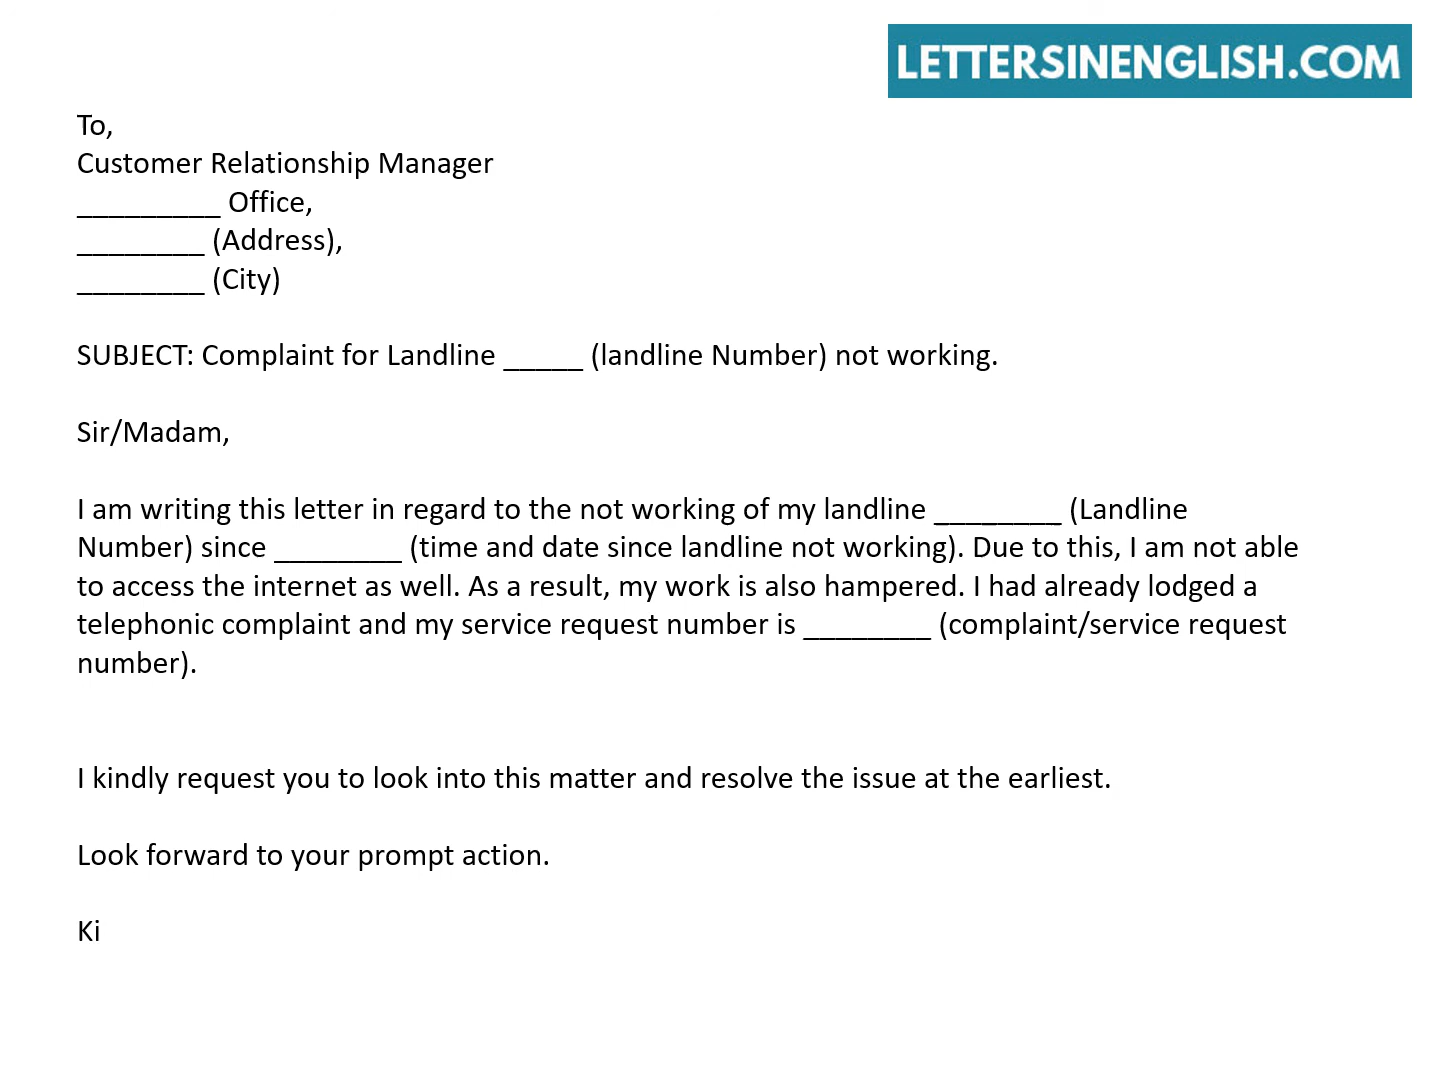 LETTERSINENGLISH.COM
To,
Customer Relationship Manager
_________ Office,
________ (Address),
________ (City)
SUBJECT: Complaint for Landline _____ (landline Number) not working.
Sir/Madam,
I am writing this letter in regard to the not working of my landline ________ (Landline
Number) since ________ (time and date since landline not working). Due to this, I am not able
to access the internet as well. As a result, my work is also hampered. I had already lodged a
telephonic complaint and my service request number is ________ (complaint/service request
number).
I kindly request you to look into this matter and resolve the issue at the earliest.
Look forward to your prompt action.
Ki